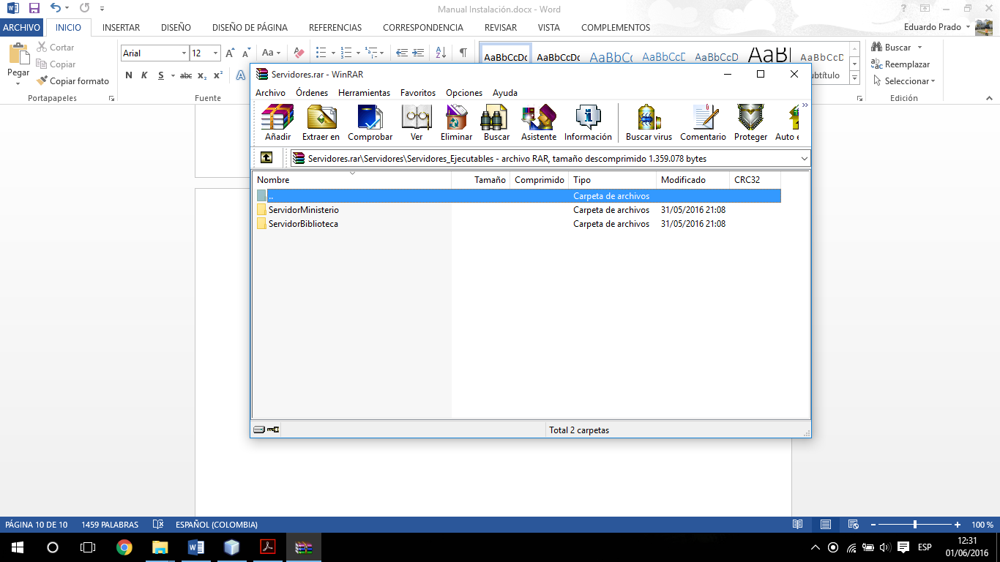 Manual Instalación.docx - Word
ARCHIVO INICIO INSERTAR DISEÑO DISEÑO DE PÁGINA REFERENCIAS CORRESPONDENCIA REVISAR VISTA COMPLEMENTOS Eduardo Prado
Pegar
Cortar
Copiar
Copiar formato
Portapapeles
Arial 12
N K S abc x₂ x²
Fuente
AaBbCcDc AaBbCcDc AaBbCc AaBbCcD AaBbCcD AaBl AaBbCcDc
ubtítulo
Buscar
Reemplazar
Seleccionar
Edición
Servidores.rar - WinRAR
Archivo Órdenes Herramientas Favoritos Opciones Ayuda
Añadir Extraer en Comprobar Ver Eliminar Buscar Asistente Información Buscar virus Comentario Proteger Auto e
Servidores.rar\Servidores\Servidores_Ejecutables - archivo RAR, tamaño descomprimido 1.359.078 bytes
Nombre Tamaño Comprimido Tipo Modificado CRC32
.. Carpeta de archivos
ServidorMinisterio Carpeta de archivos 31/05/2016 21:08
ServidorBiblioteca Carpeta de archivos 31/05/2016 21:08
Total 2 carpetas
PÁGINA 10 DE 10 1459 PALABRAS ESPAÑOL (COLOMBIA) 100 %
ESP
12:31
01/06/2016